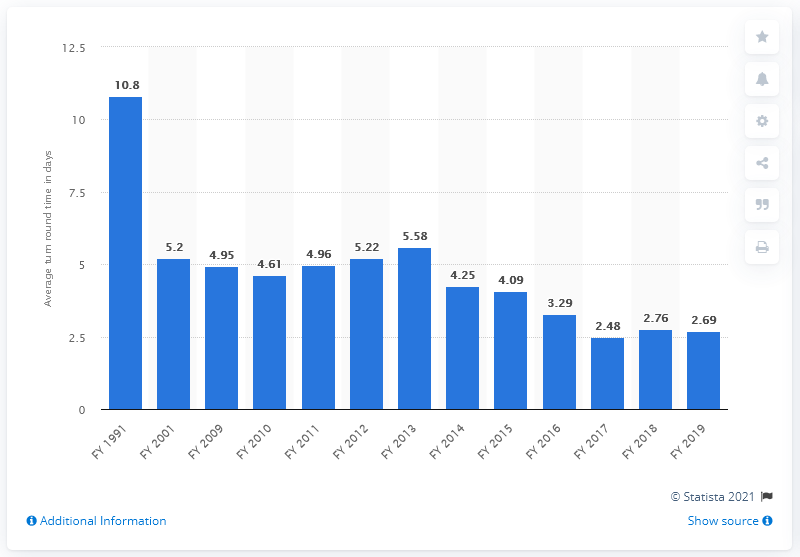 12.5
10
7.5
5
2.5
0
Average turn round time in days
10.8
5.2
4.95
4.61
4.96
5.22
5.58
4.25
4.09
3.29
2.48
2.76
2.69
FY 1991
FY 2001
FY 2009
FY 2010
FY 2011
FY 2012
FY 2013
FY 2014
FY 2015
FY 2016
FY 2017
FY 2018
FY 2019
© Statista 2021
Additional Information
Show source